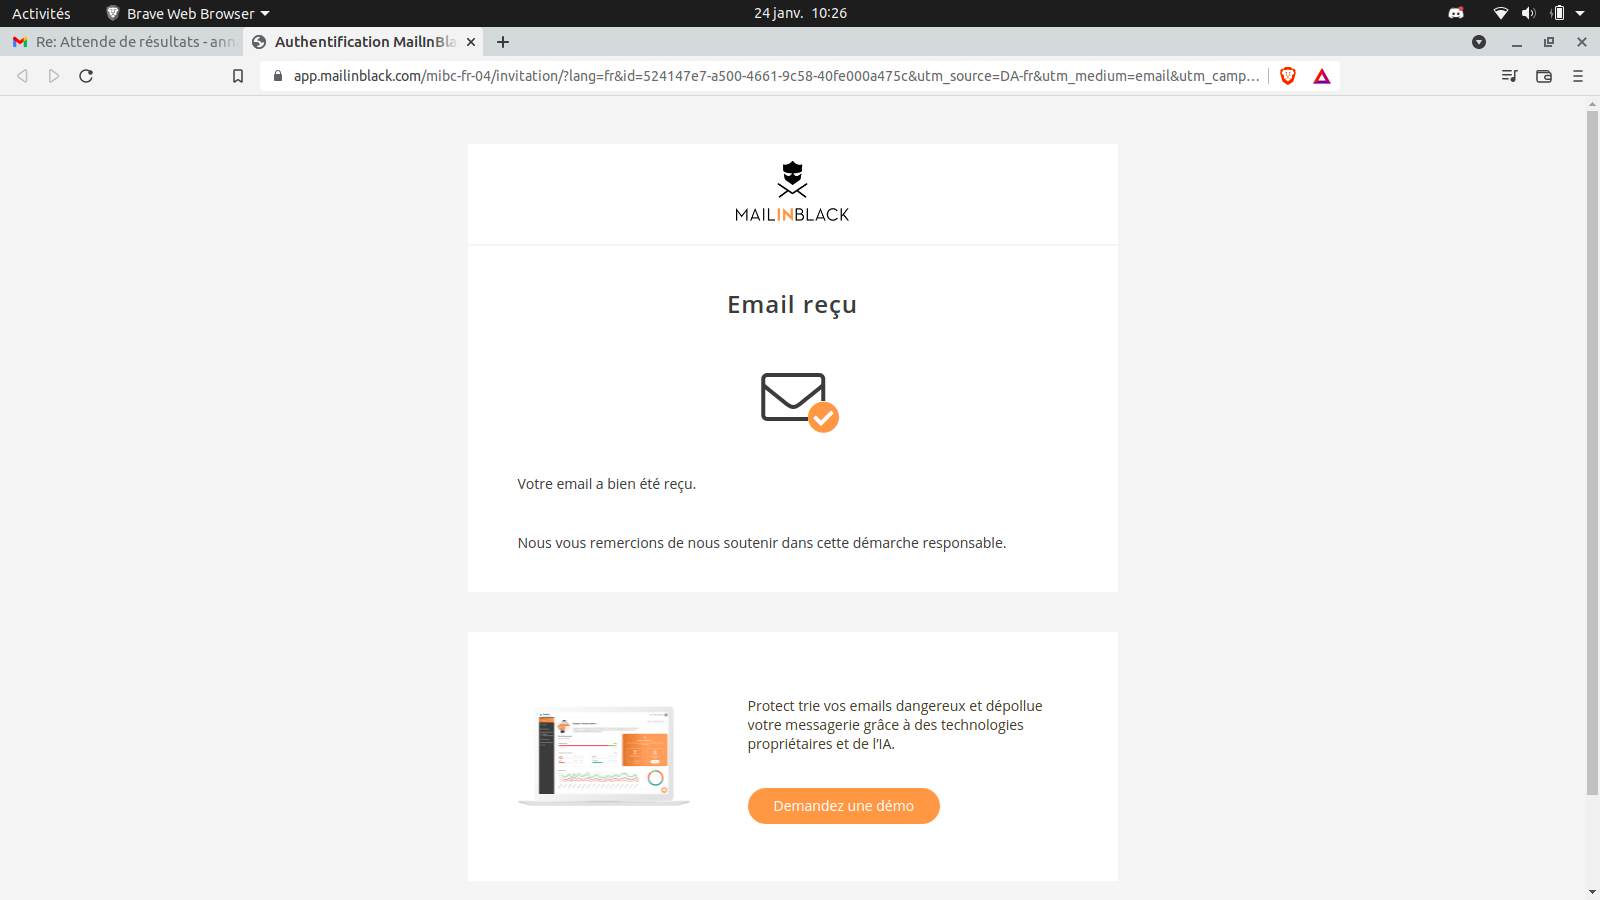 Activités
Brave Web Browser
24 janv. 10:26
Re: Attende de résultats - ann
Authentification MailInBla
app.mailinblack.com/mibc-fr-04/invitation/?lang=fr&id=524147e7-a500-4661-9c58-40fe000a475c&utm_source=DA-fr&utm_medium=email&utm_camp...
MAILINBLACK
Email reçu
Votre email a bien été reçu.
Nous vous remercions de nous soutenir dans cette démarche responsable.
Protect trie vos emails dangereux et dépollue
votre messagerie grâce à des technologies
propriétaires et de l’IA.
Demandez une démo